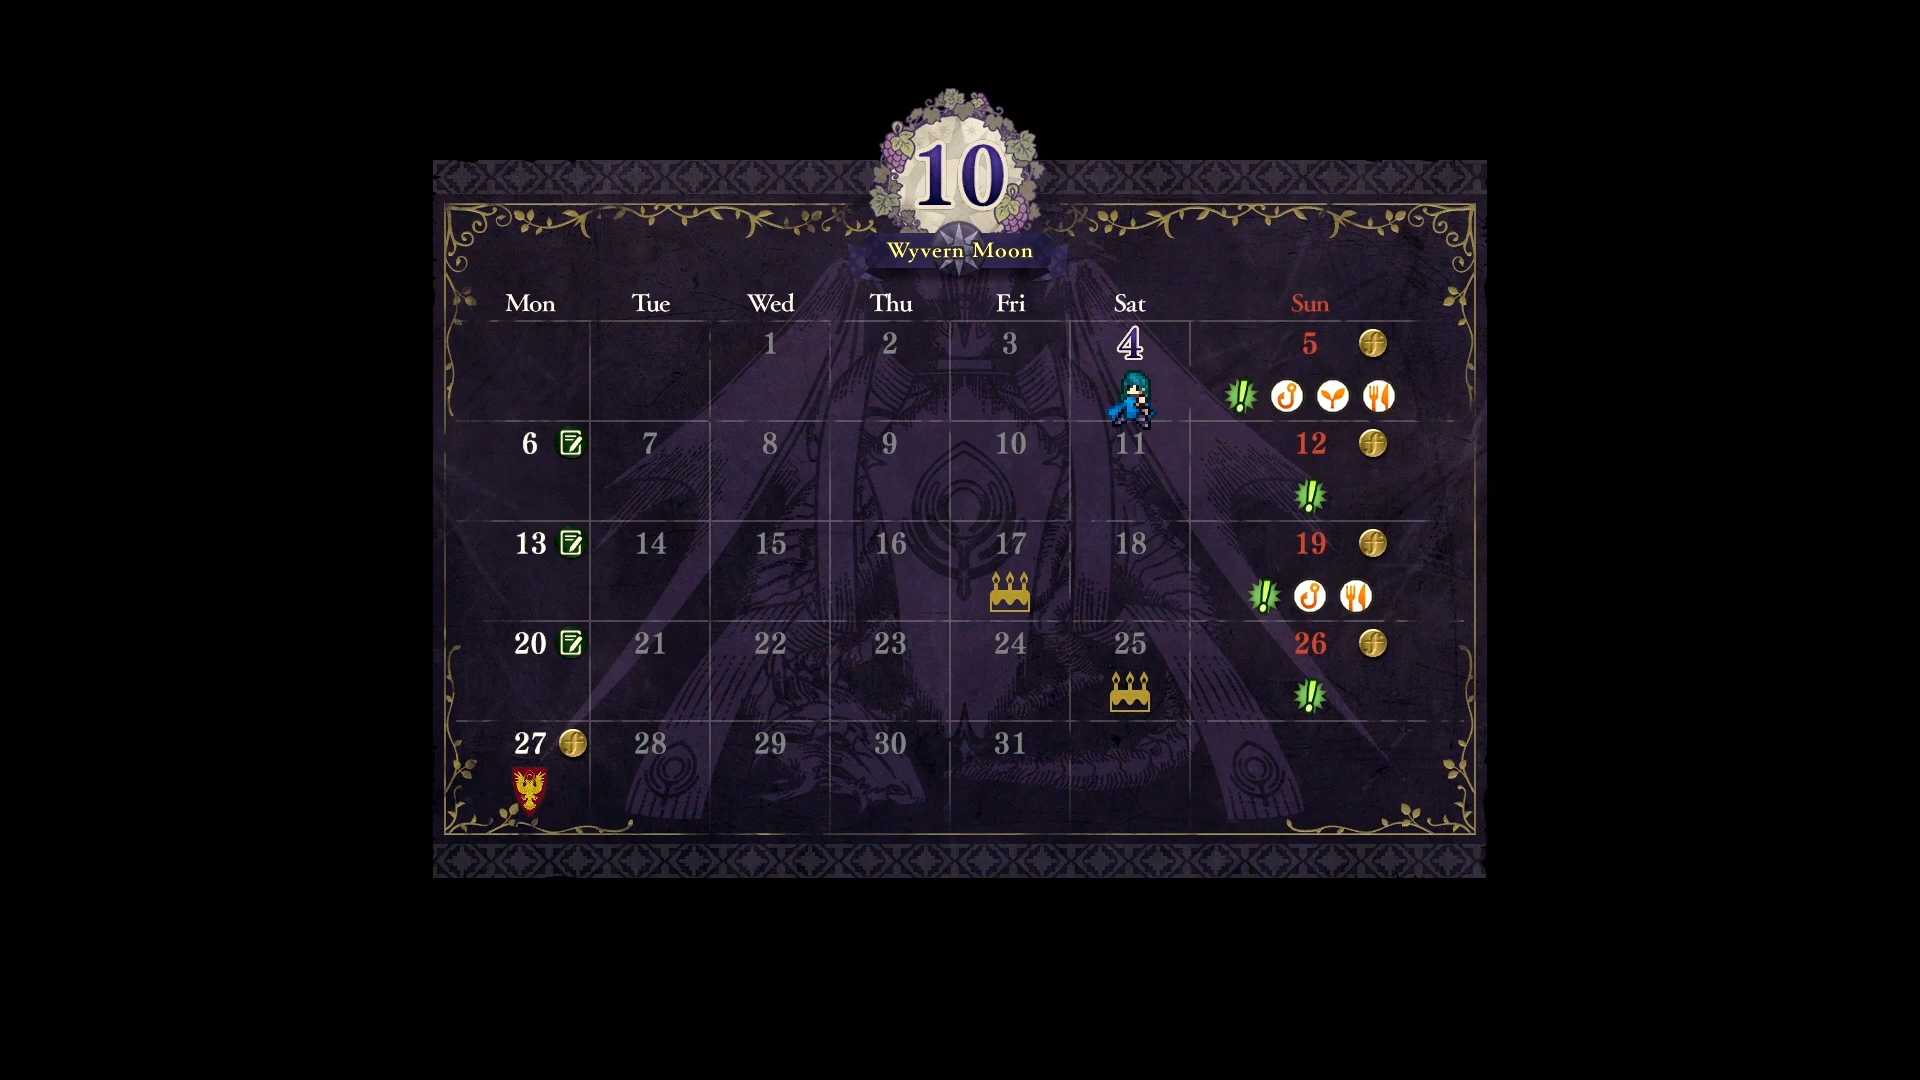 10
Wyvern Moon
Mon Tue Wed Thu Fri Sat Sun
1 2 3 4 5
6 7 8 9 10 11 12
13 14 15 16 17 18 19
20 21 22 23 24 25 26
27 28 29 30 31